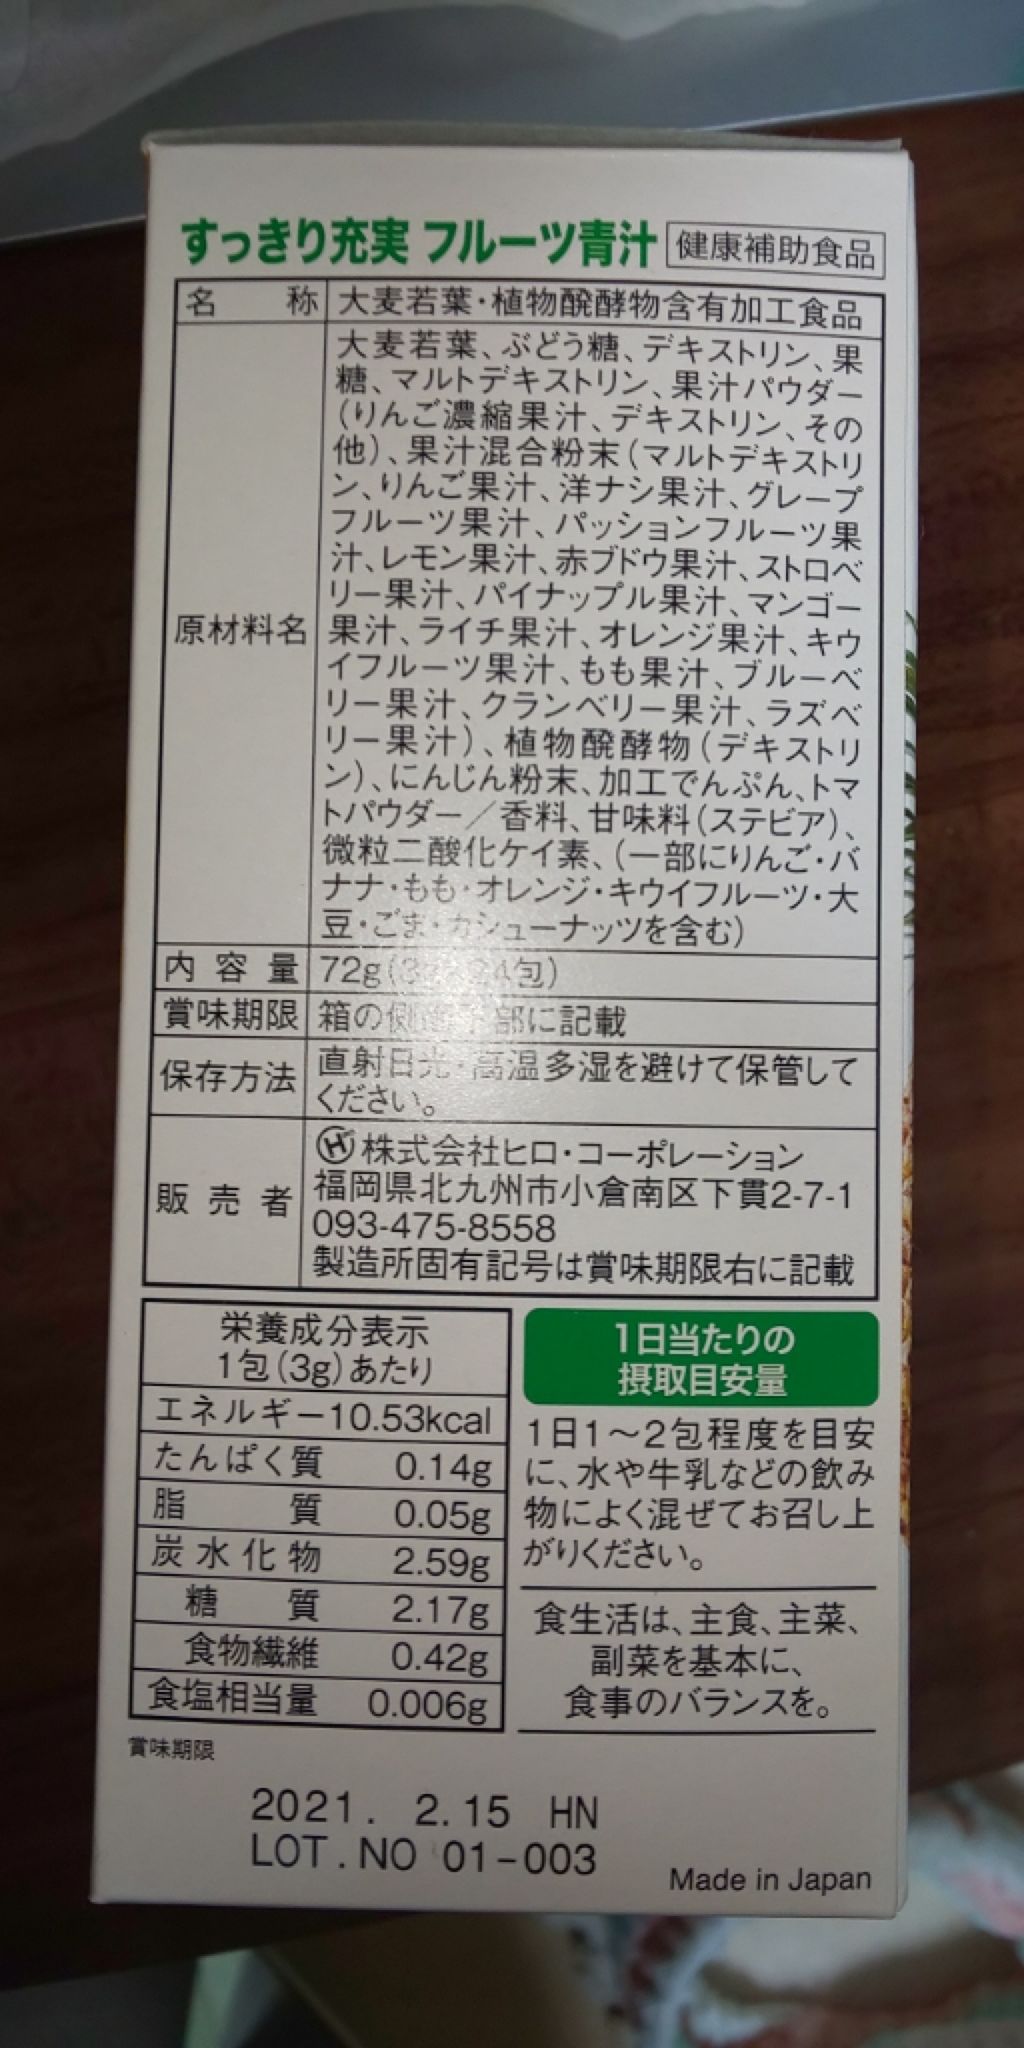 すっきり充実 フルーツ青汁 健康補助食品
名称 大麦若葉・植物醗酵物含有加工食品
原材料名
大麦若葉、ぶどう糖、デキストリン、果
糖、マルトデキストリン、果汁パウダー
(りんご濃縮果汁、デキストリン、その
他)、果汁混合粉末(マルトデキストリ
ン、りんご果汁、洋ナシ果汁、グレープ
フルーツ果汁、パッションフルーツ果
汁、レモン果汁、赤ブドウ果汁、ストロベ
リー果汁、パイナップル果汁、マンゴー
果汁、ライチ果汁、オレンジ果汁、キウ
イフルーツ果汁、もも果汁、ブルーベ
リー果汁、クランベリー果汁、ラズベ
リー果汁)、植物醗酵物(デキストリ
ン)、にんじん粉末、加工でんぷん、トマ
トパウダー／香料、甘味料(ステビア)、
微粒二酸化ケイ素、(一部にりんご・バ
ナナ・もも・オレンジ・キウイフルーツ・大
豆・ごま・カシューナッツを含む)
内容量 72g(3 包)
賞味期限 箱の 部に記載
保存方法 直射日光・高温多湿を避けて保管して
ください。
販売者
H 株式会社ヒロ・コーポレーション
福岡県北九州市小倉南区下貫2-7-1
093-475-8558
製造所固有記号は賞味期限右に記載
栄養成分表示
1包(3g)あたり
エネルギー10.53kcal
たんぱく質 0.14g
脂質 0.05g
炭水化物 2.59g
糖質 2.17g
食物繊維 0.42g
食塩相当量 0.006g
1日当たりの
摂取目安量
1日1〜2包程度を目安
に、水や牛乳などの飲み
物によく混ぜてお召し上
がりください。
食生活は、主食、主菜、
副菜を基本に、
食事のバランスを。
賞味期限
2021. 2.15 HN
LOT.NO 01-003
Made in Japan